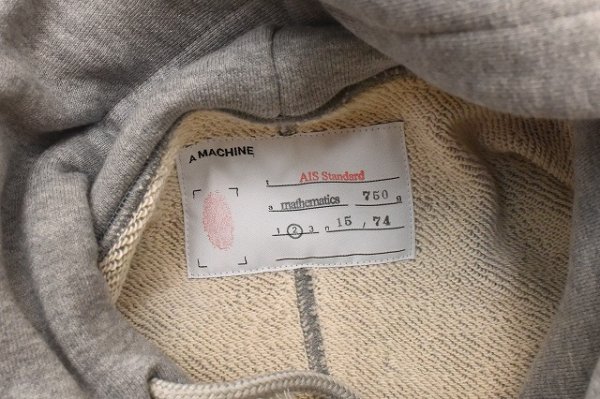 A MACHINE
AIS Standard
mathematics, 750
1 2 3 15 / 74